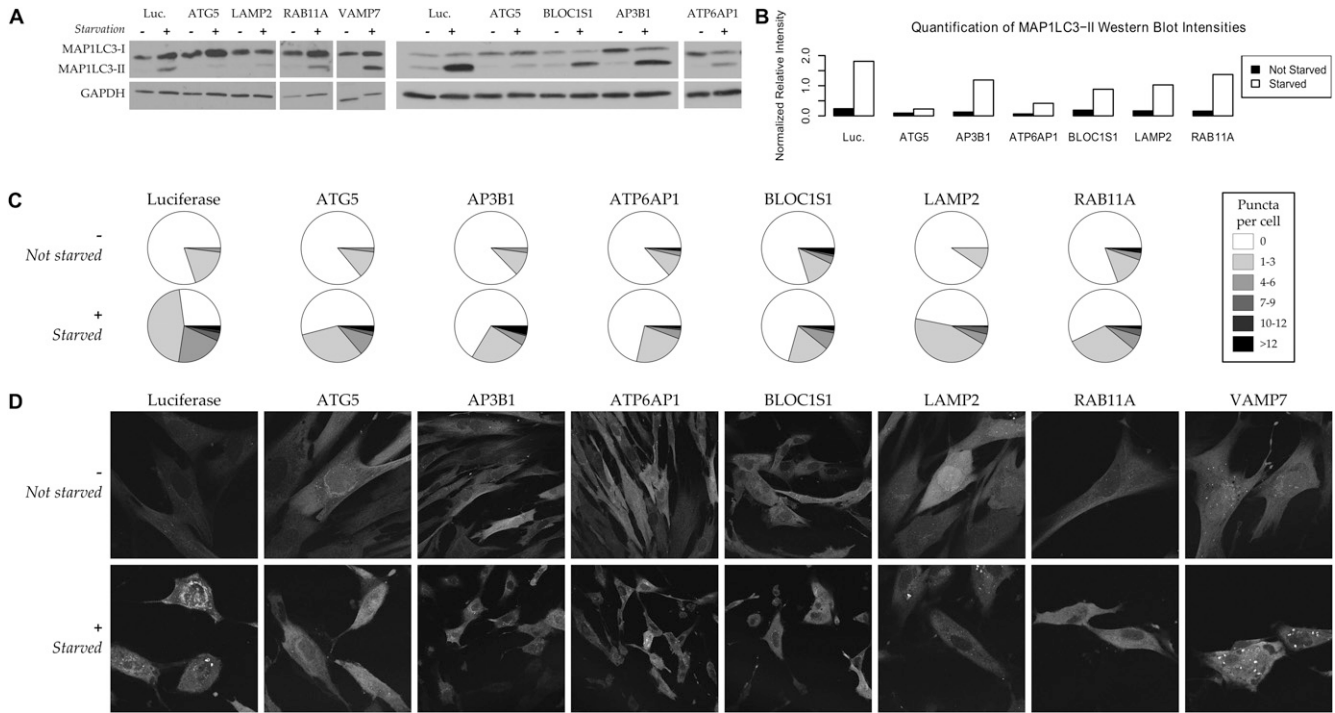 A
Luc. ATG5 LAMP2 RAB11A VAMP7 Luc. ATG5 BLOC1S1 AP3B1 ATP6AP1
Starvation - + - + - + - + - + - + - + - + - + - +
MAP1LC3-I
MAP1LC3-II
GAPDH
B
Quantification of MAP1LC3−II Western Blot Intensities
Normalized Relative Intensity
2.0
1.0
0.0
Not Starved
Starved
Luc. ATG5 AP3B1 ATP6AP1 BLOC1S1 LAMP2 RAB11A
C
Luciferase ATG5 AP3B1 ATP6AP1 BLOC1S1 LAMP2 RAB11A
-
Not starved
+
Starved
Puncta
per cell
0
1-3
4-6
7-9
10-12
>12
D
Luciferase ATG5 AP3B1 ATP6AP1 BLOC1S1 LAMP2 RAB11A VAMP7
-
Not starved
+
Starved